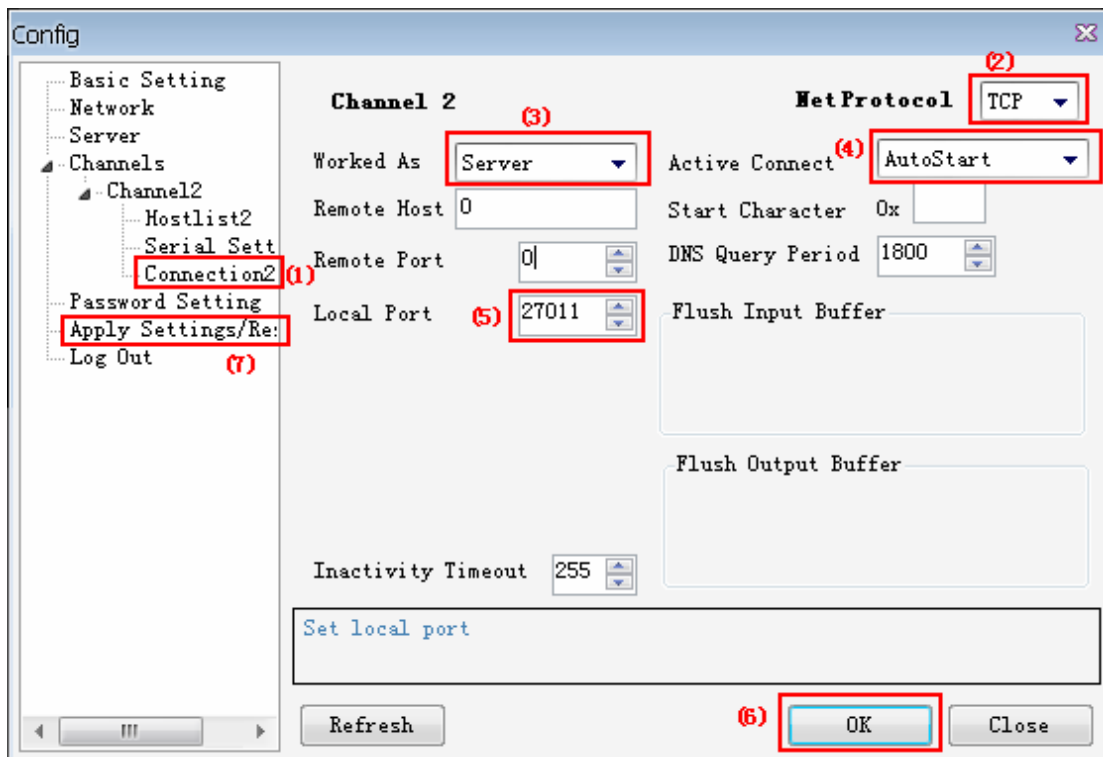 Config
Basic Setting
Network
Server
Channels
Channel2
Hostlist2
Serial Sett
Connection2
(1)
Password Setting
Apply Settings/Re:
(7)
Log Out
Channel 2
NetProtocol
(2)
TCP
(3)
Worked As
Server
(4)
Active Connect
AutoStart
Remote Host
0
Start Character
0x
Remote Port
0
DNS Query Period
1800
Local Port
(5)
27011
Flush Input Buffer
Flush Output Buffer
Inactivity Timeout
255
Set local port
Refresh
(6)
OK
Close